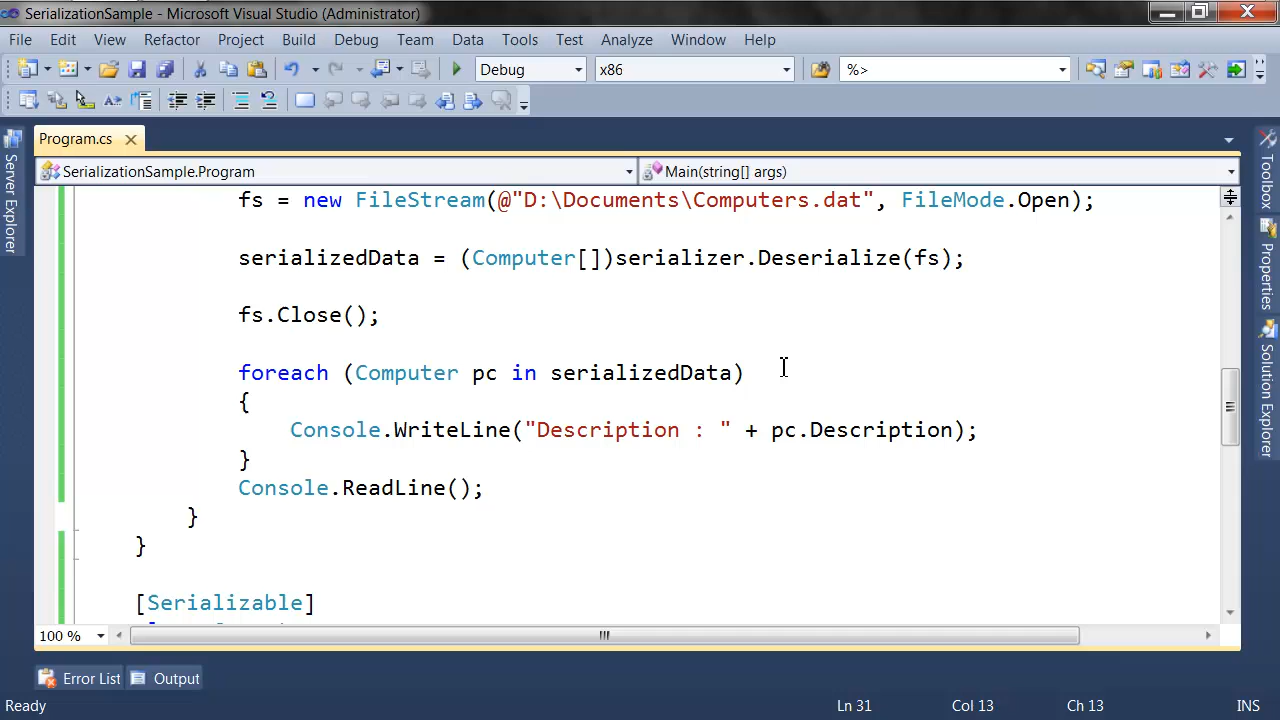 SerializationSample - Microsoft Visual Studio (Administrator)
File Edit View Refactor Project Build Debug Team Data Tools Test Analyze Window Help
Debug x86 %>
Program.cs
SerializationSample.Program Main(string[] args)
Server Explorer
Toolbox
Properties
Solution Explorer
fs = new FileStream(@"D:\Documents\Computers.dat", FileMode.Open);
serializedData = (Computer[])serializer.Deserialize(fs);
fs.Close();
foreach (Computer pc in serializedData)
{
Console.WriteLine("Description : " + pc.Description);
}
Console.ReadLine();
}
}
[Serializable]
100 %
Error List Output
Ready Ln 31 Col 13 Ch 13 INS